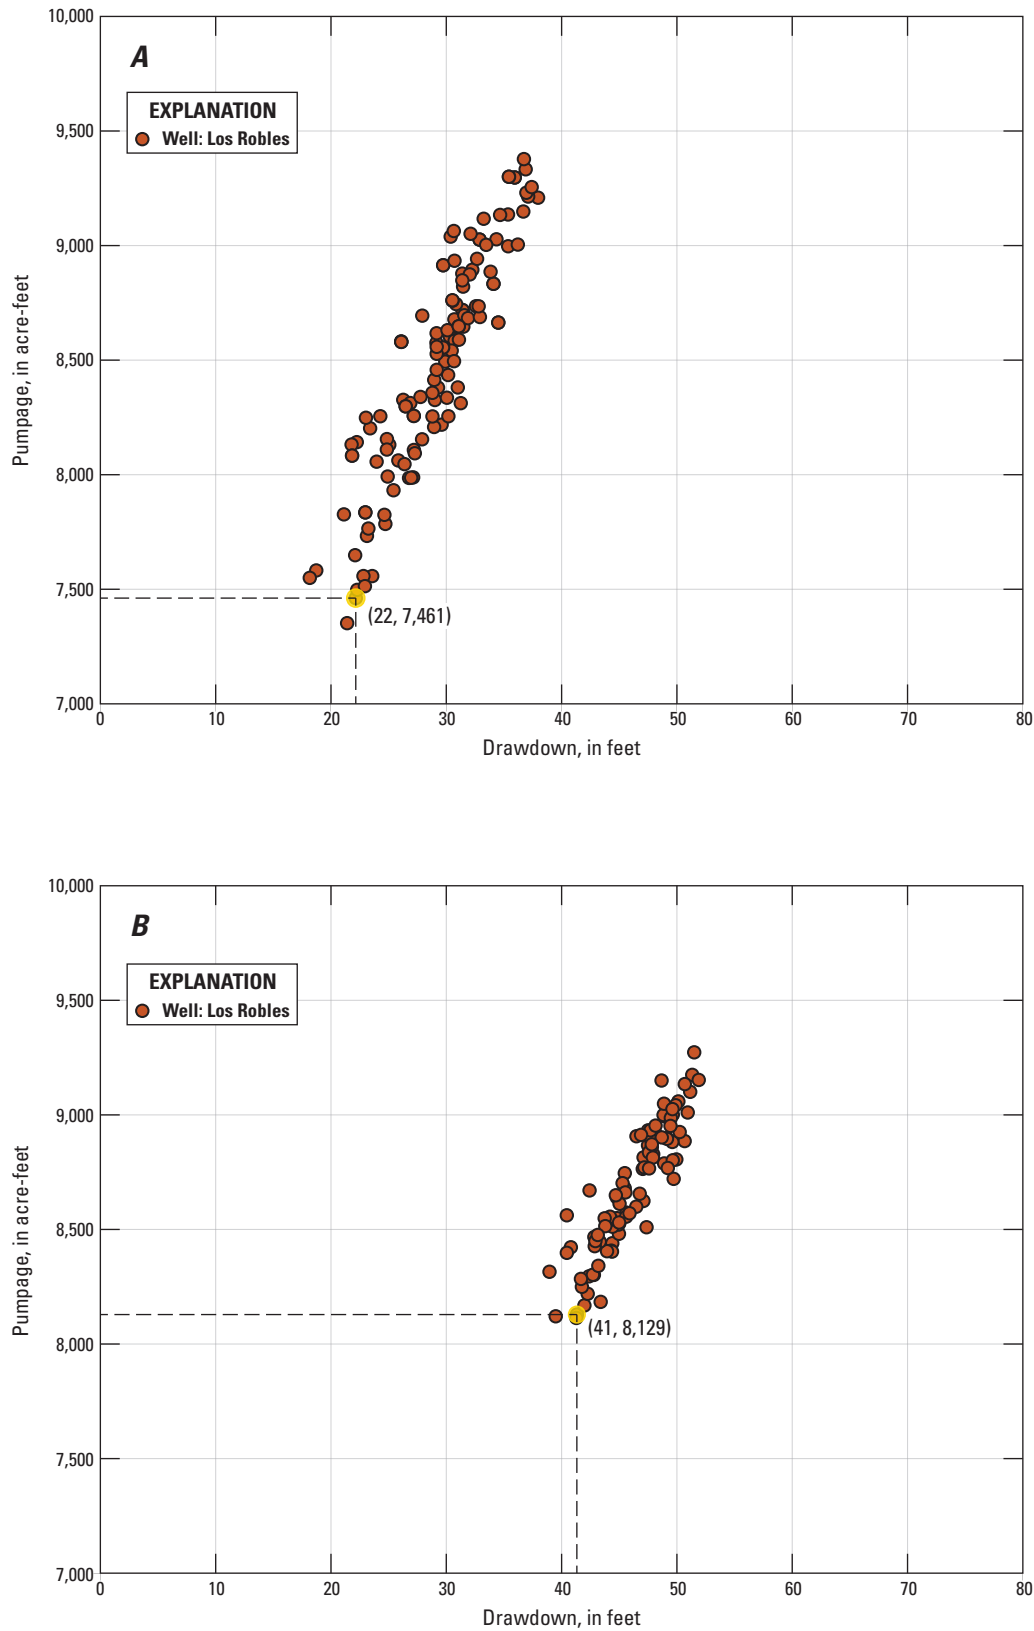 10,000
A
EXPLANATION
Well: Los Robles
9,500
9,000
8,500
8,000
7,500
7,000
Pumpage, in acre-feet
(22, 7,461)
0 10 20 30 40 50 60 70 80
Drawdown, in feet
10,000
B
EXPLANATION
Well: Los Robles
9,500
9,000
8,500
8,000
7,500
7,000
Pumpage, in acre-feet
(41, 8,129)
0 10 20 30 40 50 60 70 80
Drawdown, in feet